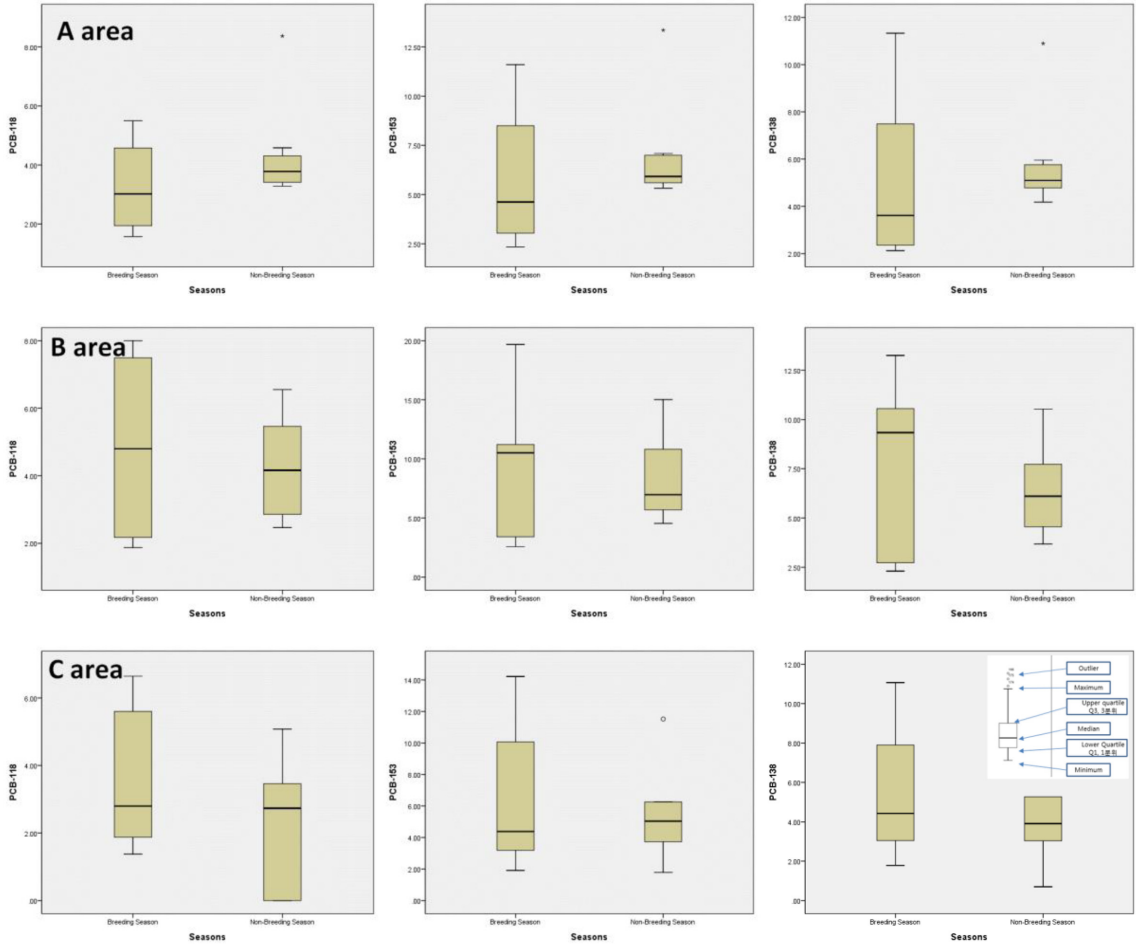 A area
PCB-118
8.00
6.00
4.00
2.00
Breeding Season
Non-Breeding Season
Seasons
*
PCB-153
12.50
10.00
7.50
5.00
2.50
Breeding Season
Non-Breeding Season
Seasons
*
PCB-138
12.00
10.00
8.00
6.00
4.00
2.00
Breeding Season
Non-Breeding Season
Seasons
*
B area
PCB-118
8.00
6.00
4.00
2.00
Breeding Season
Non-Breeding Season
Seasons
PCB-153
20.00
15.00
10.00
5.00
.00
Breeding Season
Non-Breeding Season
Seasons
PCB-138
12.50
10.00
7.50
5.00
2.50
Breeding Season
Non-Breeding Season
Seasons
C area
PCB-118
6.00
4.00
2.00
.00
Breeding Season
Non-Breeding Season
Seasons
PCB-153
14.00
12.00
10.00
8.00
6.00
4.00
2.00
.00
Breeding Season
Non-Breeding Season
Seasons
PCB-138
12.00
10.00
8.00
6.00
4.00
2.00
.00
Breeding Season
Non-Breeding Season
Seasons
Outlier
Maximum
Upper quartile
Q3, 3분위
Median
Lower Quartile
Q1, 1분위
Minimum